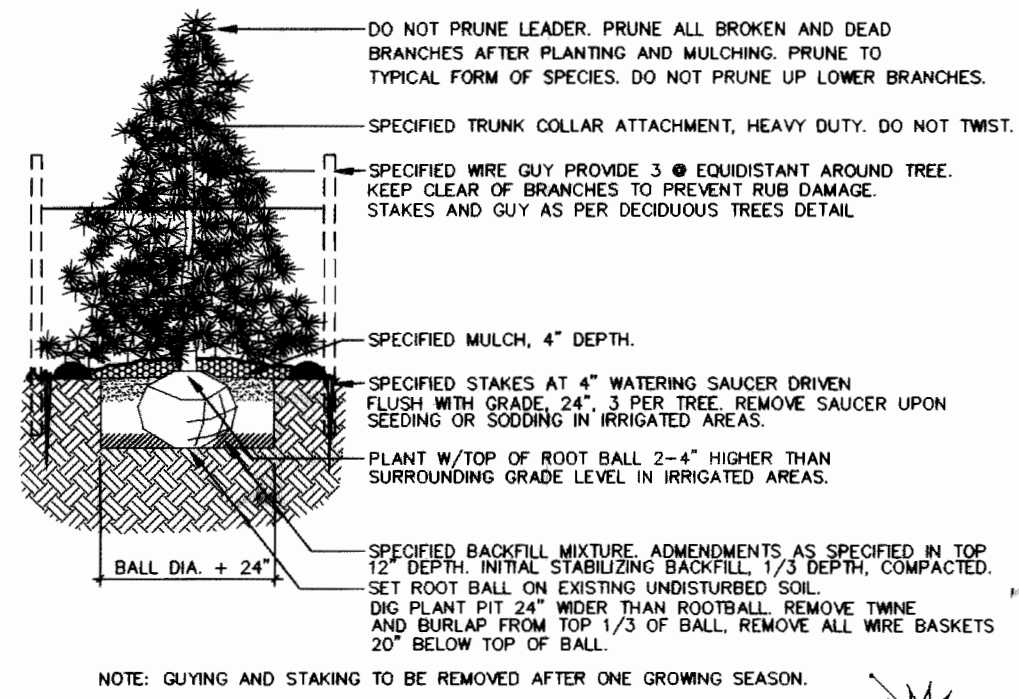 DO NOT PRUNE LEADER. PRUNE ALL BROKEN AND DEAD
BRANCHES AFTER PLANTING AND MULCHING. PRUNE TO
TYPICAL FORM OF SPECIES. DO NOT PRUNE UP LOWER BRANCHES.
SPECIFIED TRUNK COLLAR ATTACHMENT, HEAVY DUTY. DO NOT TWIST.
SPECIFIED WIRE GUY PROVIDE 3 @ EQUIDISTANT AROUND TREE.
KEEP CLEAR OF BRANCHES TO PREVENT RUB DAMAGE.
STAKES AND GUY AS PER DECIDUOUS TREES DETAIL
SPECIFIED MULCH, 4" DEPTH.
SPECIFIED STAKES AT 4" WATERING SAUCER DRIVEN
FLUSH WITH GRADE, 24", 3 PER TREE. REMOVE SAUCER UPON
SEEDING OR SODDING IN IRRIGATED AREAS.
PLANT W/TOP OF ROOT BALL 2-4" HIGHER THAN
SURROUNDING GRADE LEVEL IN IRRIGATED AREAS.
SPECIFIED BACKFILL MIXTURE. ADMENDMENTS AS SPECIFIED IN TOP
12" DEPTH. INITIAL STABILIZING BACKFILL, 1/3 DEPTH, COMPACTED.
BALL DIA. + 24"
SET ROOT BALL ON EXISTING UNDISTURBED SOIL.
DIG PLANT PIT 24" WIDER THAN ROOTBALL. REMOVE TWINE
AND BURLAP FROM TOP 1/3 OF BALL, REMOVE ALL WIRE BASKETS
20" BELOW TOP OF BALL.
NOTE: GUYING AND STAKING TO BE REMOVED AFTER ONE GROWING SEASON.